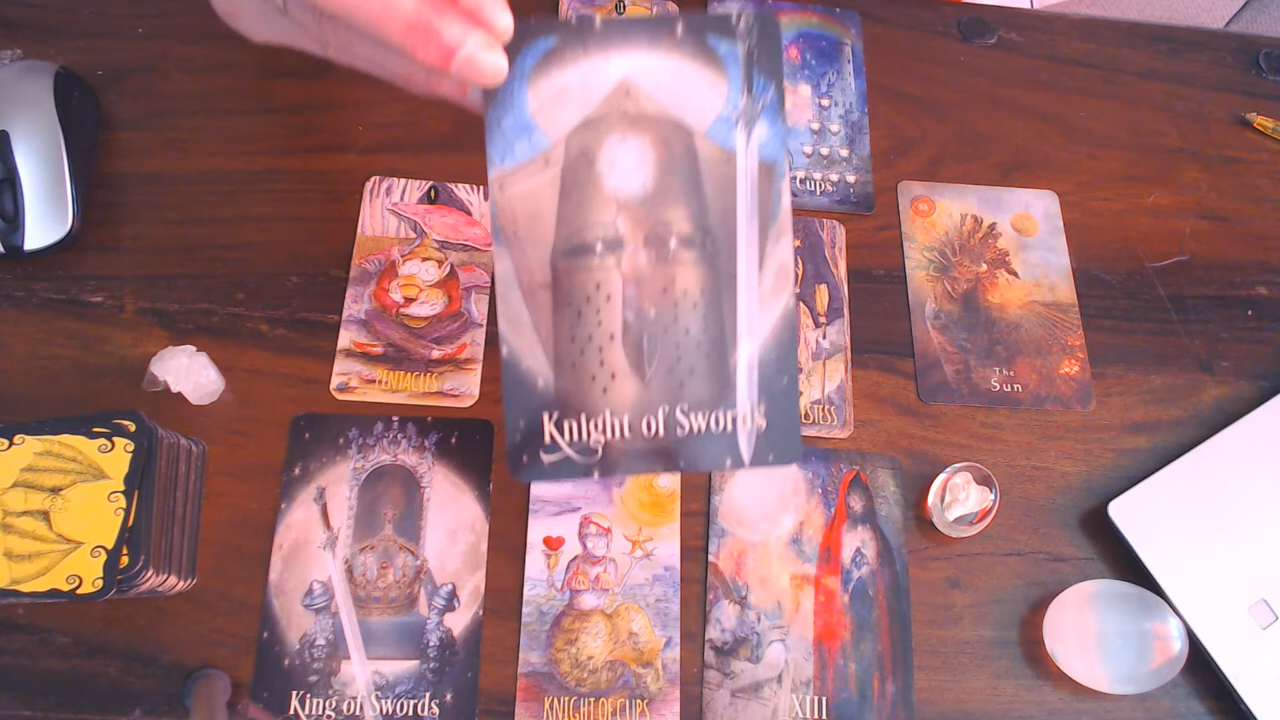 Cups
PENTACLES
ESTESS
The
Sun
Knight of Swords
King of Swords
KNIGHT OF CUPS
XIII